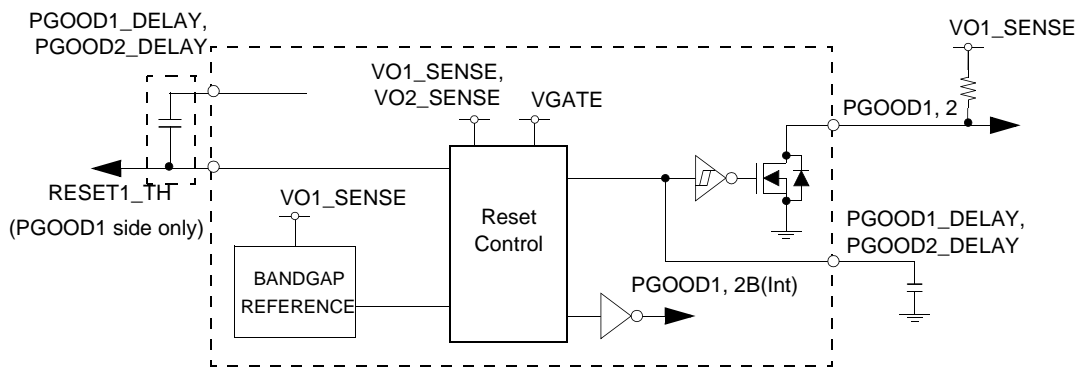 PGOOD1_DELAY,
PGOOD2_DELAY
VO1_SENSE
VO1_SENSE,
VO2_SENSE
VGATE
PGOOD1, 2
RESET1_TH
(PGOOD1 side only)
VO1_SENSE
Reset
Control
PGOOD1_DELAY,
PGOOD2_DELAY
BANDGAP
REFERENCE
PGOOD1, 2B(Int)